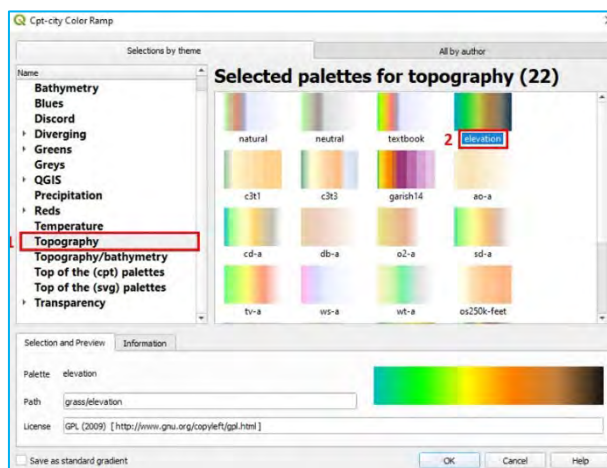 Cpt-city Color Ramp
Selections by theme
All by author
Name
Bathymetry
Blues
Discord
Diverging
Greens
Greys
QGIS
Precipitation
Reds
Temperature
1
Topography
Topography/bathymetry
Top of the (cpt) palettes
Top of the (svg) palettes
Transparency
Selected palettes for topography (22)
natural
neutral
textbook
2
elevation
c3t1
c3t3
garish14
ao-a
cd-a
db-a
o2-a
sd-a
tv-a
ws-a
wt-a
os250k-feet
Selection and Preview
Information
Palette elevation
Path grass/elevation
License GPL (2009) [ http://www.gnu.org/copyleft/gpl.html ]
Save as standard gradient
OK
Cancel
Help